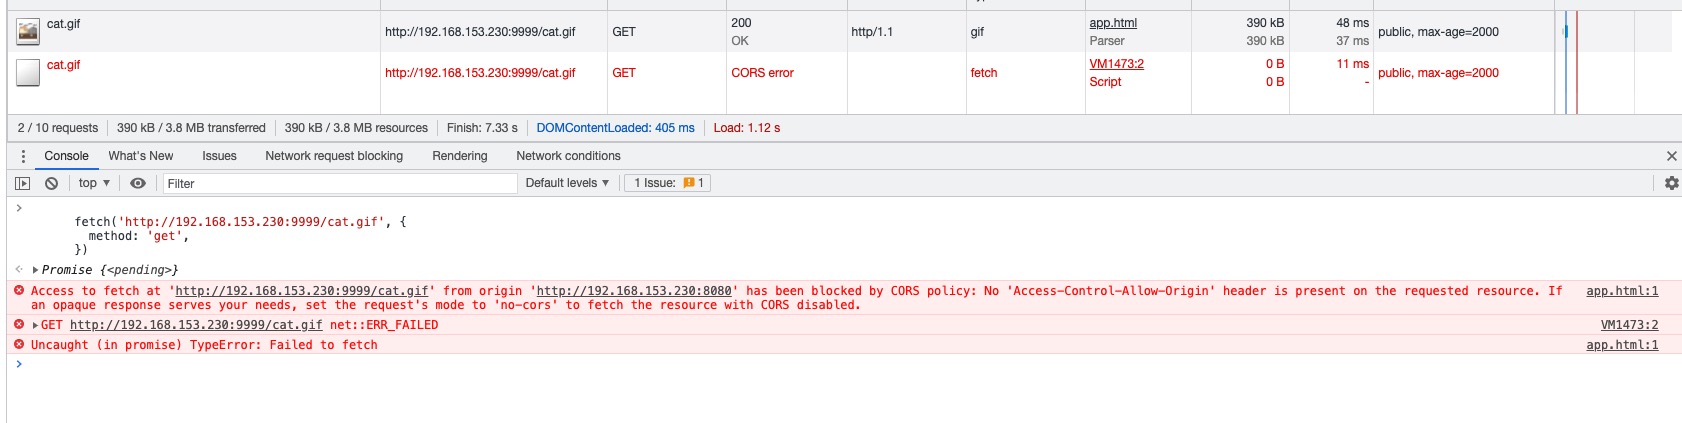 cat.gif http://192.168.153.230:9999/cat.gif GET 200 http/1.1 gif app.html 390 kB 48 ms public, max-age=2000
OK Parser 390 kB 37 ms
cat.gif http://192.168.153.230:9999/cat.gif GET CORS error fetch VM1473:2 0 B 11 ms public, max-age=2000
Script 0 B -
2 / 10 requests 390 kB / 3.8 MB transferred 390 kB / 3.8 MB resources Finish: 7.33 s DOMContentLoaded: 405 ms Load: 1.12 s
Console What's New Issues Network request blocking Rendering Network conditions
top ▼ Filter Default levels ▼ 1 Issue: 1
>
fetch('http://192.168.153.230:9999/cat.gif', {
method: 'get',
})
Promise {<pending>}
Access to fetch at 'http://192.168.153.230:9999/cat.gif' from origin 'http://192.168.153.230:8080' has been blocked by CORS policy: No 'Access-Control-Allow-Origin' header is present on the requested resource. If app.html:1
an opaque response serves your needs, set the request's mode to 'no-cors' to fetch the resource with CORS disabled.
GET http://192.168.153.230:9999/cat.gif net::ERR_FAILED VM1473:2
Uncaught (in promise) TypeError: Failed to fetch app.html:1
>